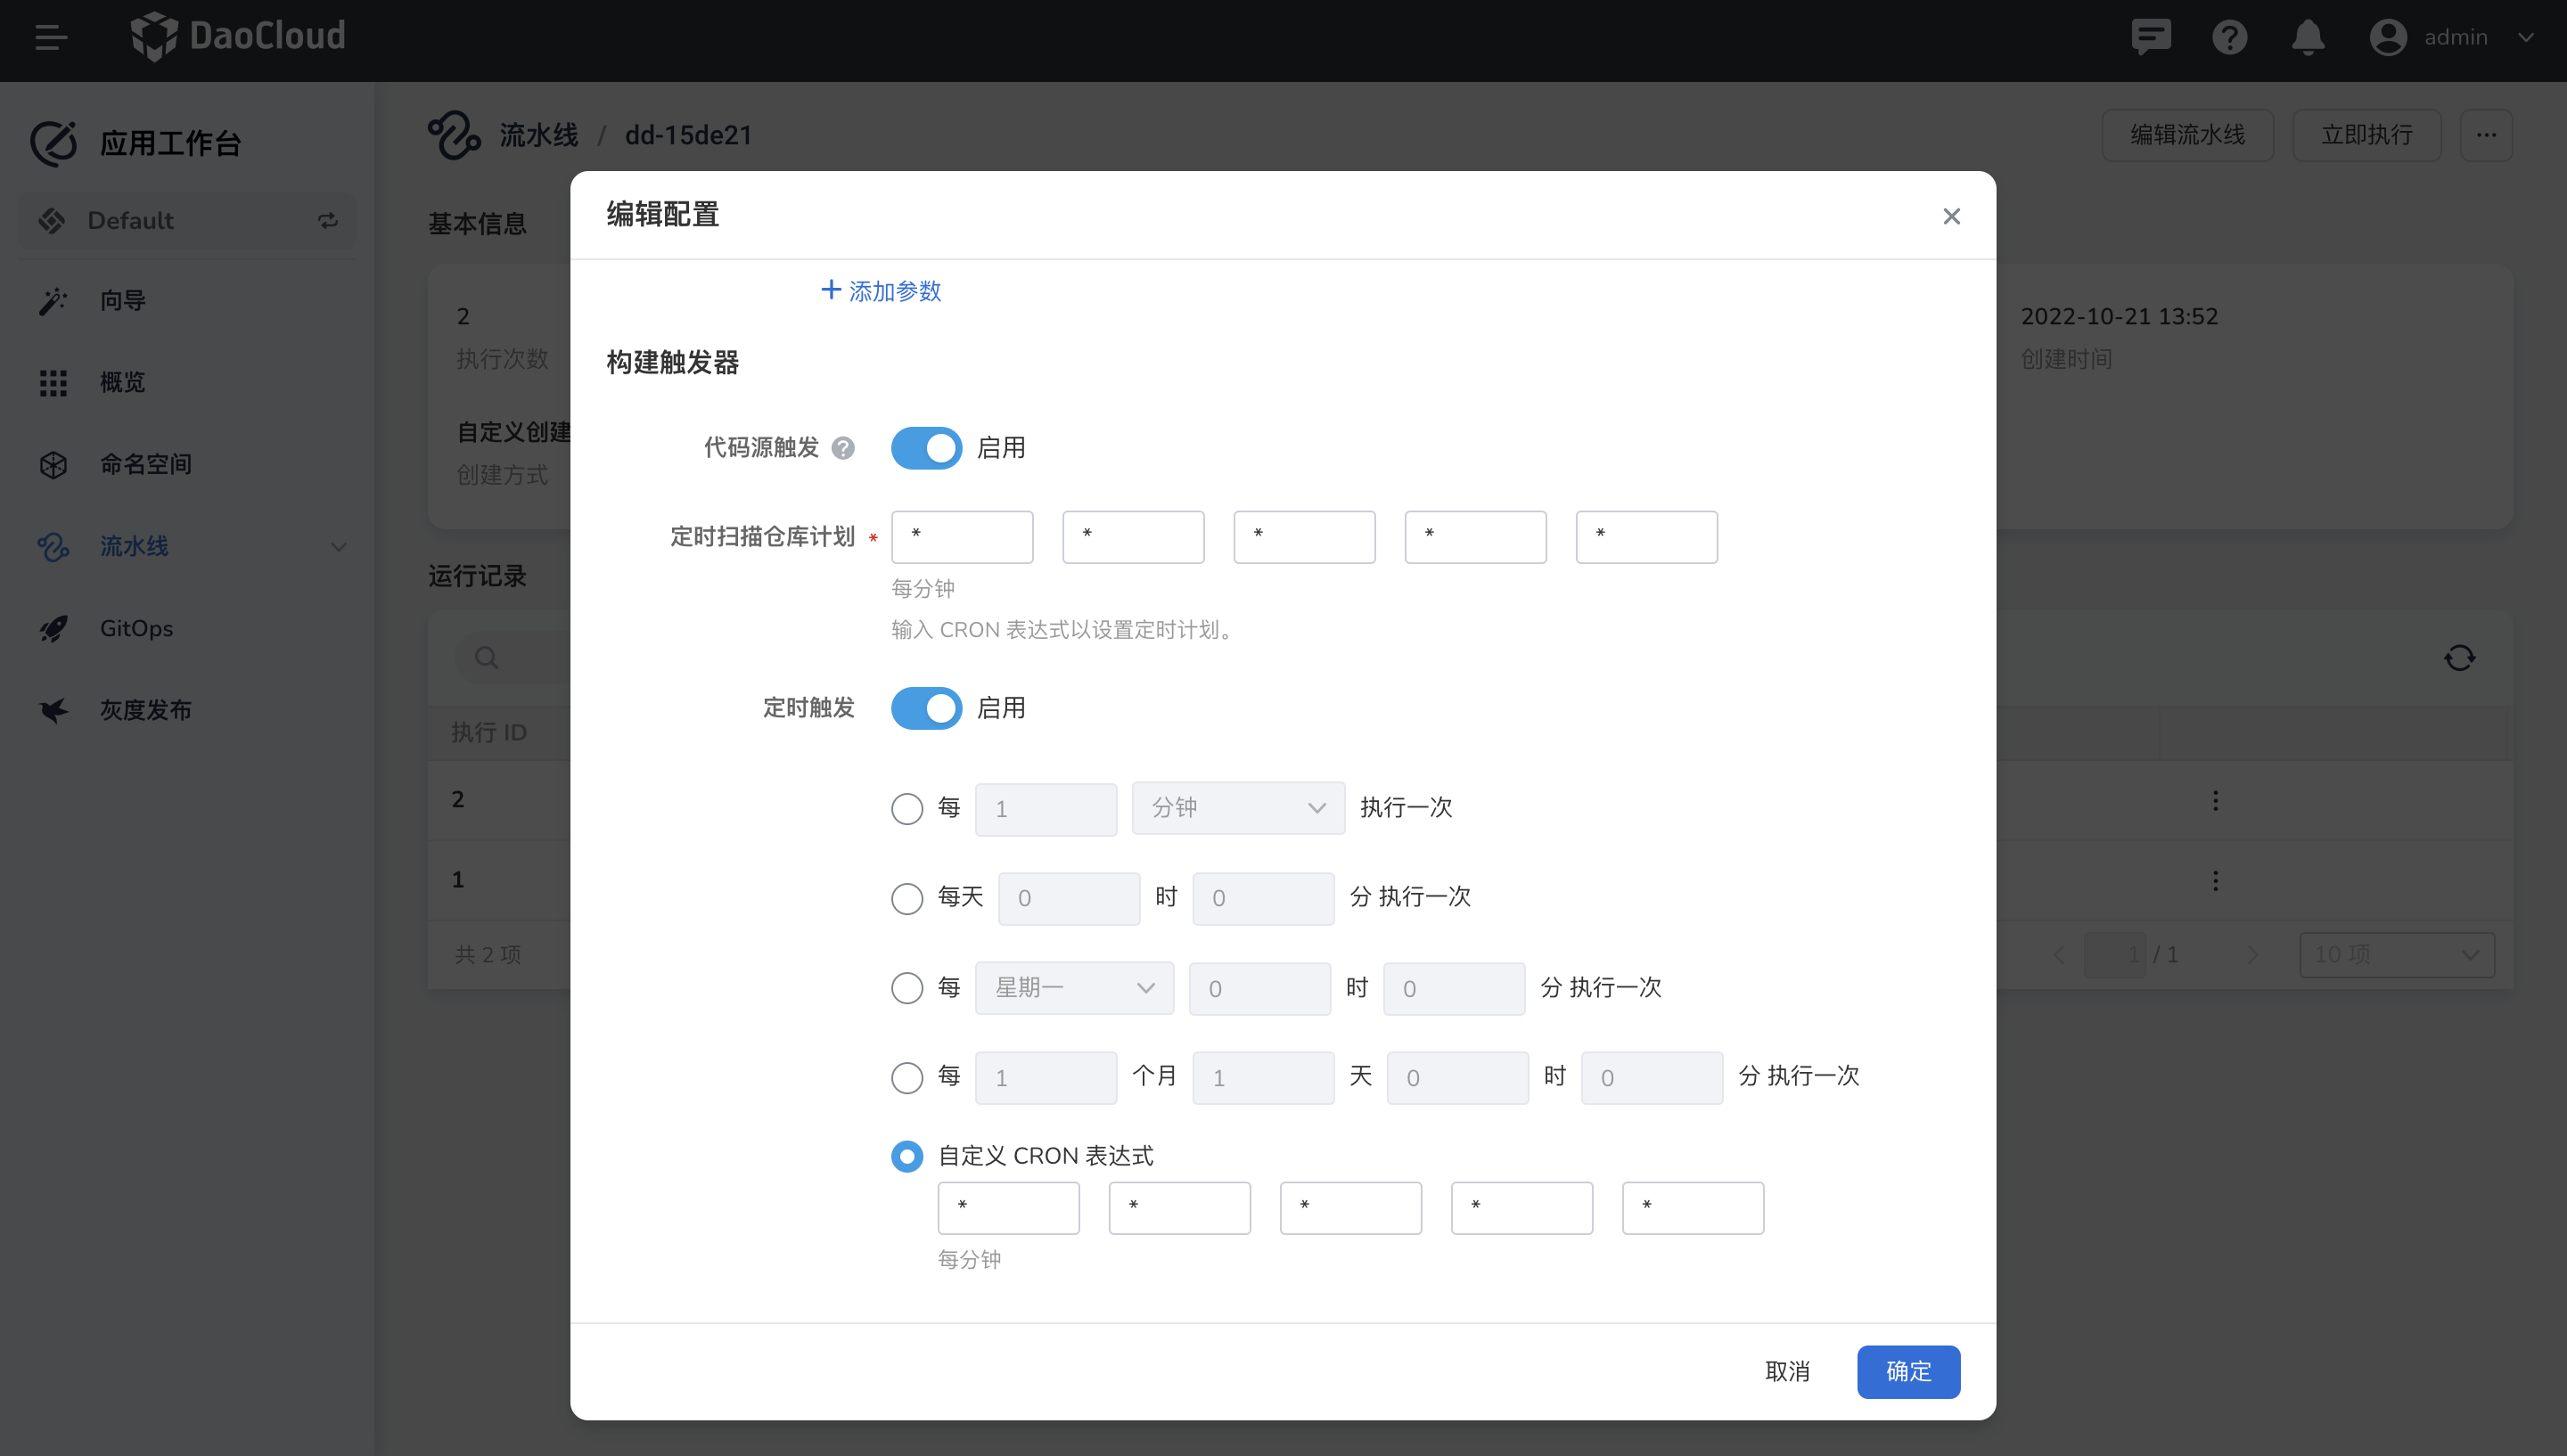 DaoCloud
admin
应用工作台
Default
向导
概览
命名空间
流水线
GitOps
灰度发布
流水线 / dd-15de21
编辑流水线
立即执行
基本信息
2
执行次数
2022-10-21 13:52
创建时间
自定义创建
创建方式
运行记录
执行 ID
2
1
共 2 项
1 / 1
10 项
编辑配置
添加参数
构建触发器
代码源触发 ? 启用
定时扫描仓库计划 * * * * * *
每分钟
输入 CRON 表达式以设置定时计划。
定时触发 启用
每 1 分钟 执行一次
每天 0 时 0 分 执行一次
每 星期一 0 时 0 分 执行一次
每 1 个月 1 天 0 时 0 分 执行一次
自定义 CRON 表达式
* * * * *
每分钟
取消
确定